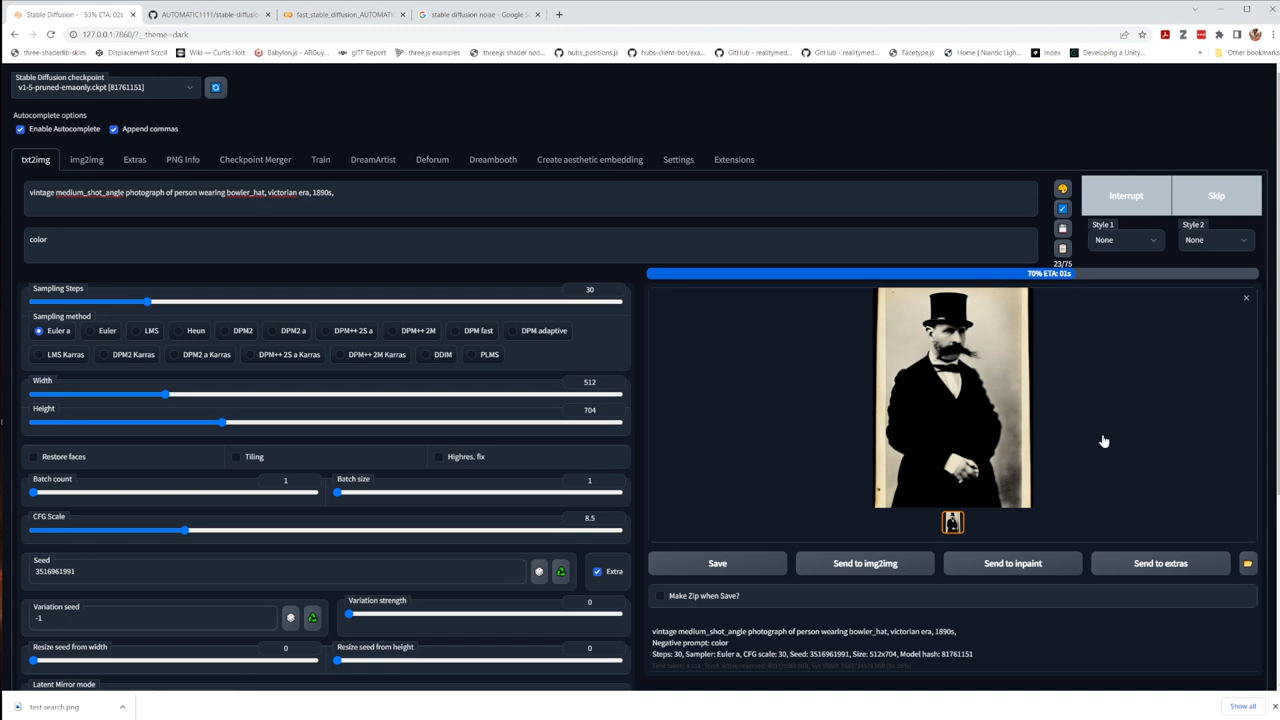 Stable Diffusion - 53% ETA: 02s
AUTOMATIC1111/stable-diffusio
fast_stable_diffusion_AUTOMATIC
stable diffusion noise - Google S
127.0.0.1:7860/?_theme=dark
three-shaderlib-skim
Displacement Scroll
Wiki — Curtis Holt
Babylon.js — ARGuy...
glTF Report
three.js examples
three.js shader nod...
hubs_positions.js
hubs-client-bot/exa...
GitHub - realitymed...
GitHub - realitymed...
Facetype.js
Home | Niantic Ligh...
Index
Developing a Unity...
Other bookmarks
Stable Diffusion checkpoint
v1-5-pruned-emaonly.ckpt [81761151]
Autocomplete options
Enable Autocomplete
Append commas
txt2img
img2img
Extras
PNG Info
Checkpoint Merger
Train
DreamArtist
Deforum
Dreambooth
Create aesthetic embedding
Settings
Extensions
vintage medium_shot_angle photograph of person wearing bowler_hat, victorian era, 1890s,
color
Interrupt
Skip
Style 1
None
Style 2
None
23/75
70% ETA: 01s
Sampling Steps
30
Sampling method
Euler a
Euler
LMS
Heun
DPM2
DPM2 a
DPM++ 2S a
DPM++ 2M
DPM fast
DPM adaptive
LMS Karras
DPM2 Karras
DPM2 a Karras
DPM++ 2S a Karras
DPM++ 2M Karras
DDIM
PLMS
Width
512
Height
704
Restore faces
Tiling
Highres. fix
Batch count
1
Batch size
1
CFG Scale
8.5
Seed
3516961991
Extra
Variation seed
-1
Variation strength
0
Resize seed from width
0
Resize seed from height
0
Latent Mirror mode
Save
Send to img2img
Send to inpaint
Send to extras
Make Zip when Save?
vintage medium_shot_angle photograph of person wearing bowler_hat, victorian era, 1890s,
Negative prompt: color
Steps: 30, Sampler: Euler a, CFG scale: 30, Seed: 3516961991, Size: 512x704, Model hash: 81761151
test search.png
Show all